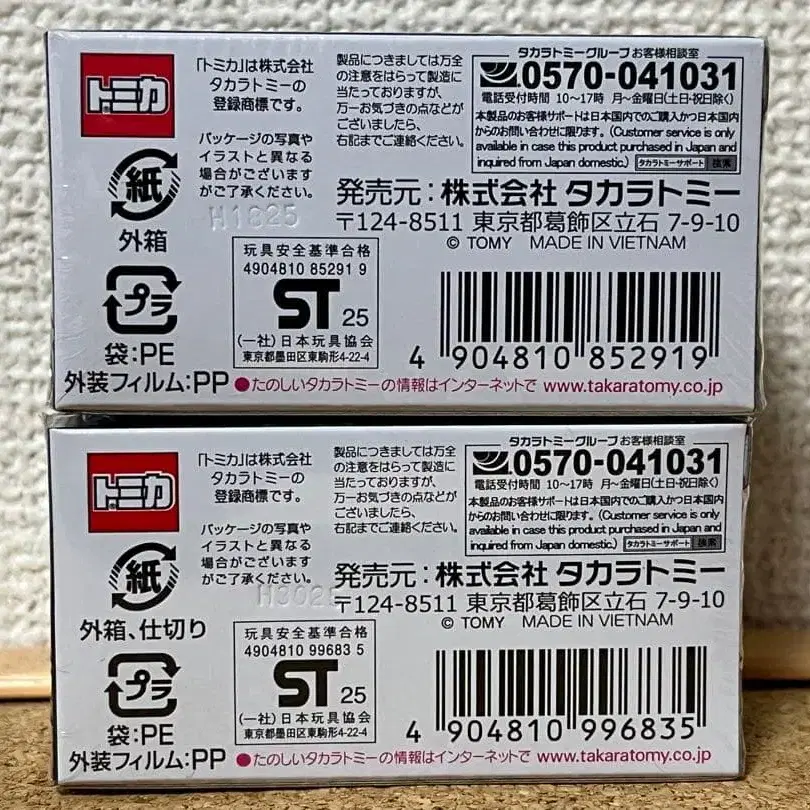 トミカ
「トミカ」は株式会社
タカラトミーの
登録商標です。
パッケージの写真や
イラストと異なる
場合がございます
がご了承ください。
製品につきましては万全
の注意をはらって製造に
当たっておりますが、
万一お気づきの点などが
ございましたら、
右記までご連絡ください。
タカラトミーグループ お客様相談室
0570-041031
電話受付時間 10〜17時 月〜金曜日(土・祝日除く)
本製品のお客様サポートは日本国内でのご購入かつ日本国内
からのお問い合わせに限ります。(Customer service is only
available in case this product purchased in Japan and
inquired from Japan domestic.) タカラトミーサポート 検索
紙
外箱
プラ
袋:PE
外装フィルム:PP
発売元:株式会社 タカラトミー
〒124-8511 東京都葛飾区立石 7-9-10
© TOMY MADE IN VIETNAM
玩具安全基準合格
4904810 85291 9
ST 25
(一社)日本玩具協会
東京都墨田区東駒形4-22-4
4 904810 852919
●たのしいタカラトミーの情報はインターネットで www.takaratomy.co.jp
トミカ
「トミカ」は株式会社
タカラトミーの
登録商標です。
パッケージの写真や
イラストと異なる
場合がございます
がご了承ください。
製品につきましては万全
の注意をはらって製造に
当たっておりますが、
万一お気づきの点などが
ございましたら、
右記までご連絡ください。
タカラトミーグループ お客様相談室
0570-041031
電話受付時間 10〜17時 月〜金曜日(土・祝日除く)
本製品のお客様サポートは日本国内でのご購入かつ日本国内
からのお問い合わせに限ります。(Customer service is only
available in case this product purchased in Japan and
inquired from Japan domestic.) タカラトミーサポート 検索
紙
外箱、仕切り
プラ
袋:PE
外装フィルム:PP
発売元:株式会社 タカラトミー
〒124-8511 東京都葛飾区立石 7-9-10
© TOMY MADE IN VIETNAM
玩具安全基準合格
4904810 99683 5
ST 25
(一社)日本玩具協会
東京都墨田区東駒形4-22-4
4 904810 996835
●たのしいタカラトミーの情報はインターネットで www.takaratomy.co.jp